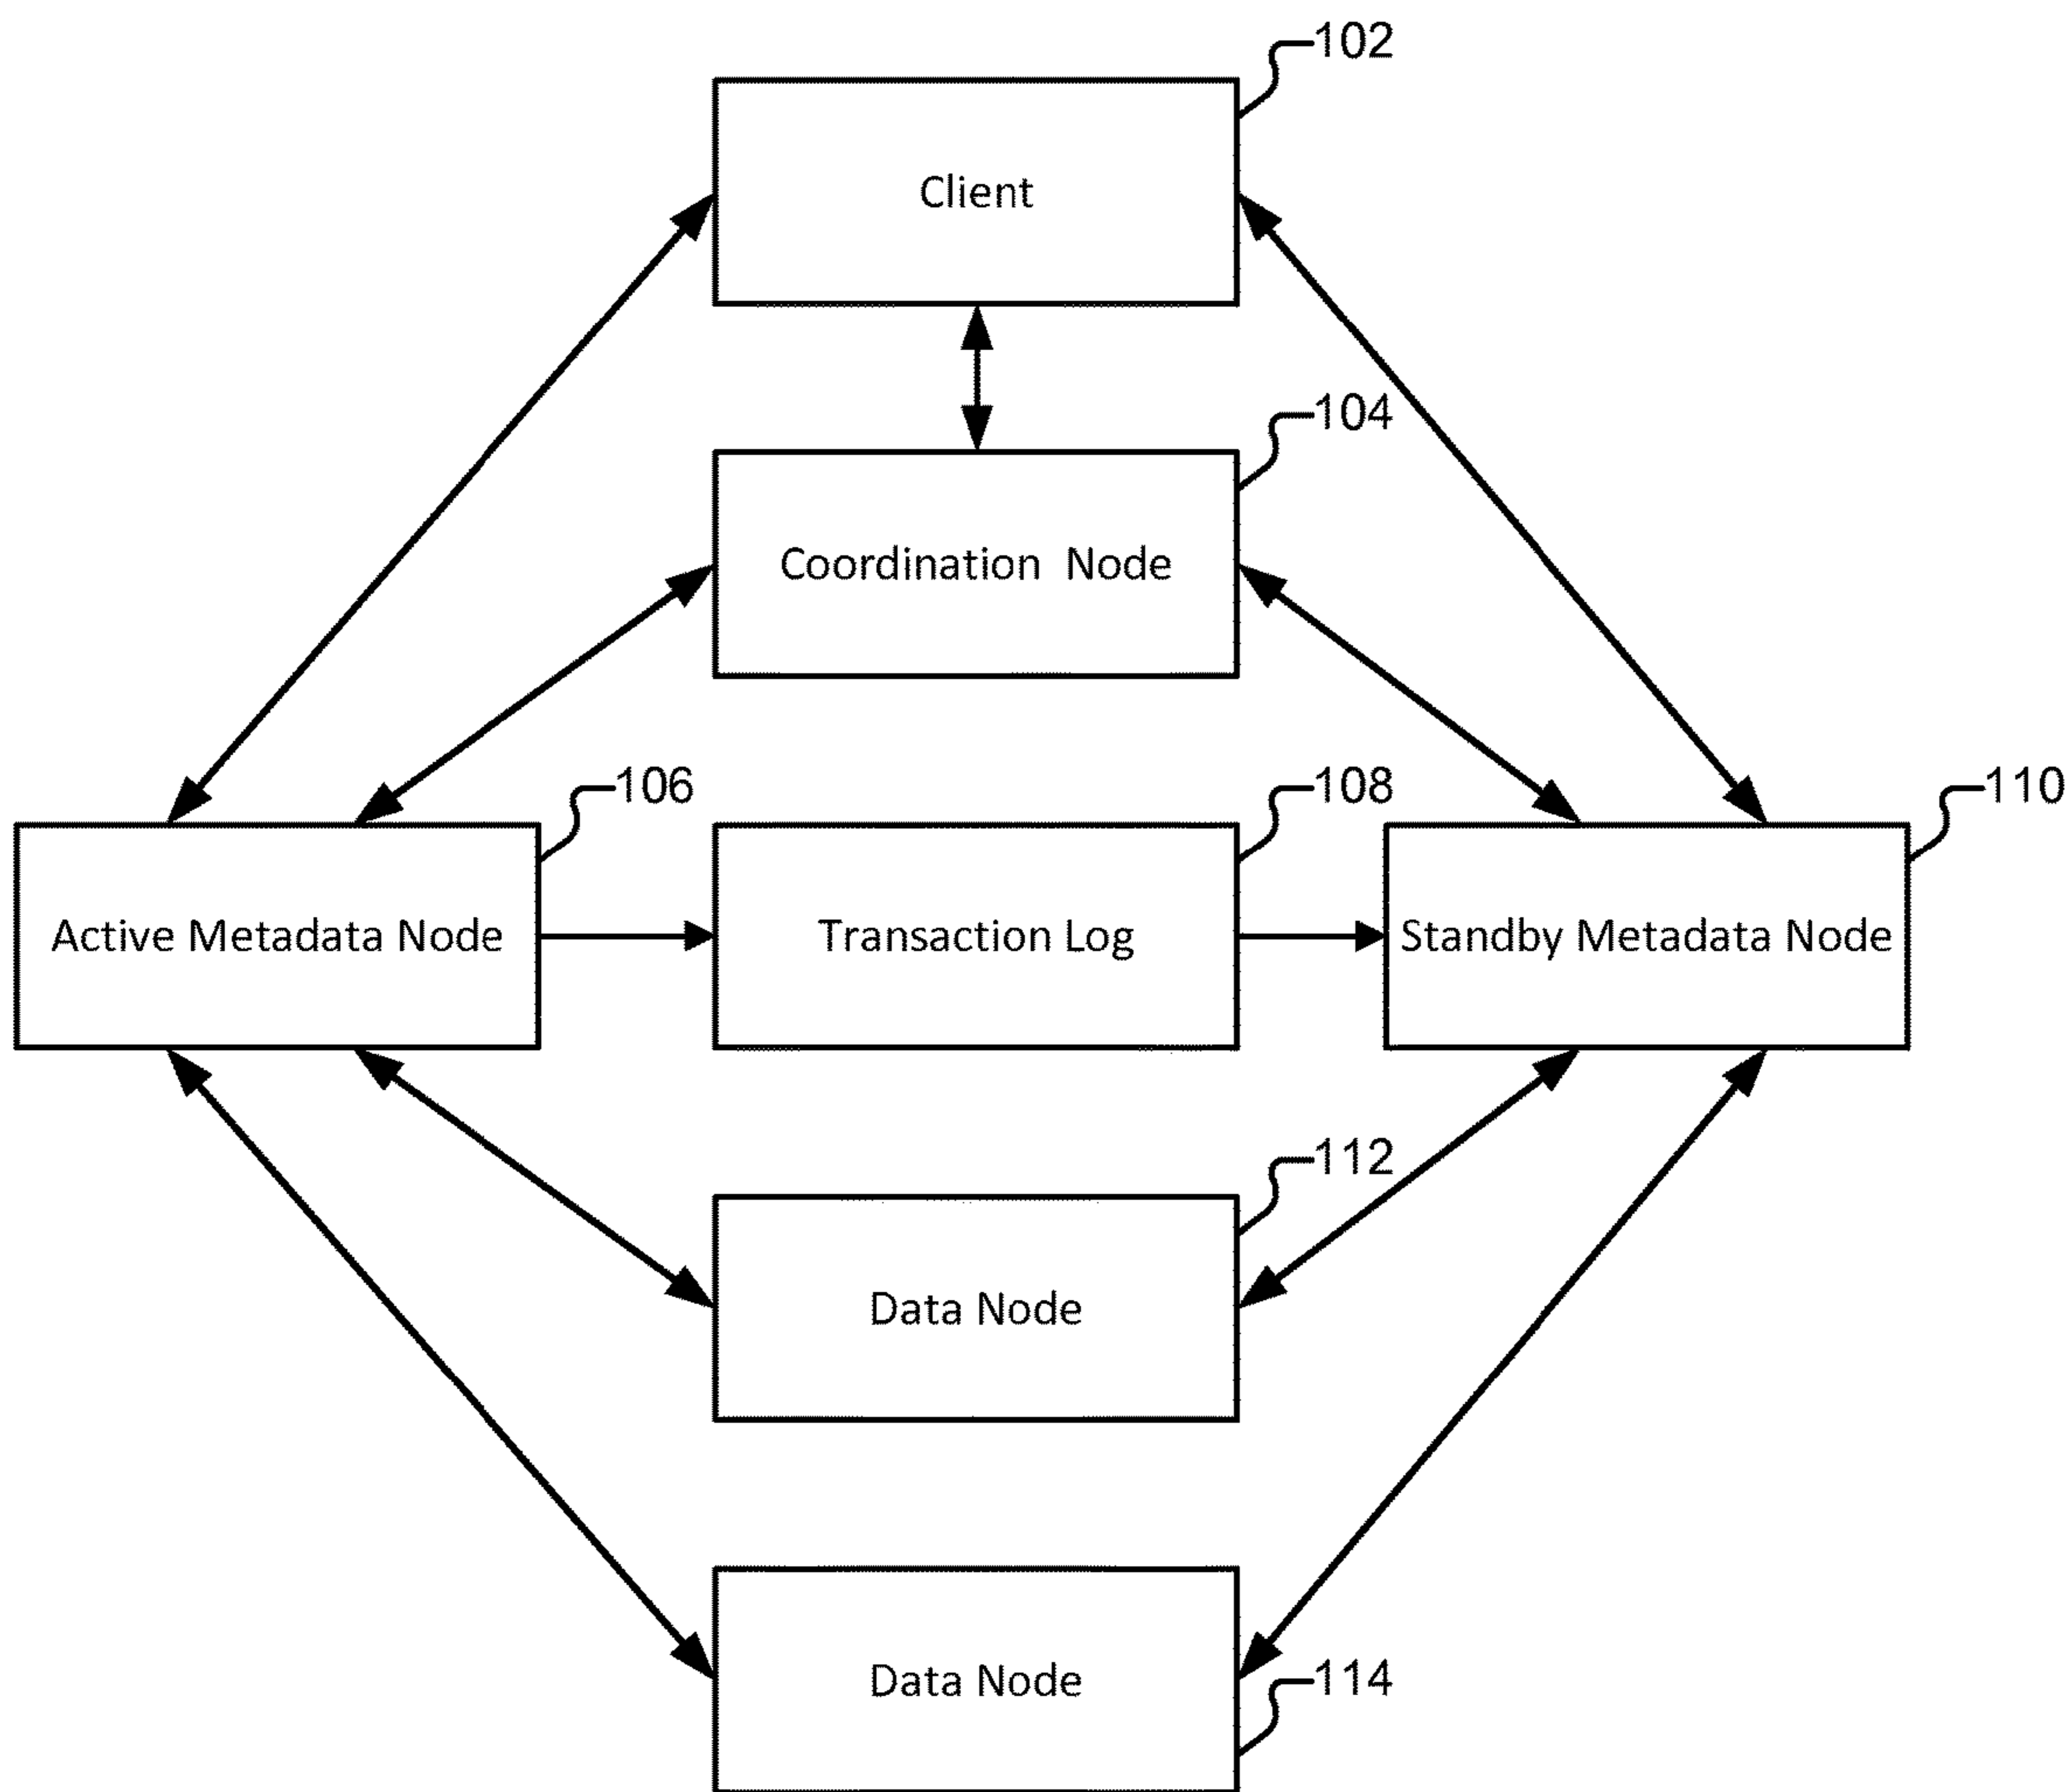 102
Client
104
Coordination Node
106
108
110
Active Metadata Node
Transaction Log
Standby Metadata Node
112
Data Node
Data Node
114